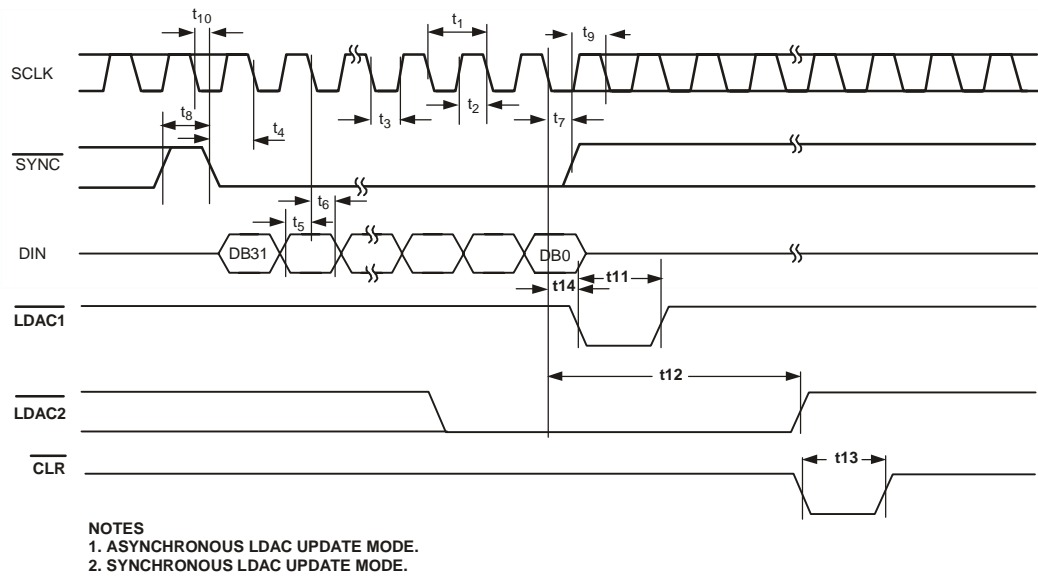 t10
t1
t9
SCLK
t8
t4
t3
t2
t7
SYNC
t6
t5
DIN
DB31
DB0
t14
t11
LDAC1
t12
LDAC2
CLR
t13
NOTES
1. ASYNCHRONOUS LDAC UPDATE MODE.
2. SYNCHRONOUS LDAC UPDATE MODE.